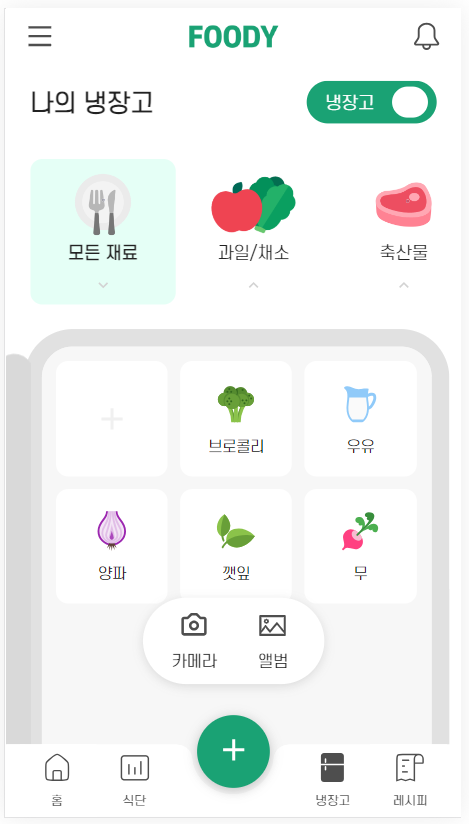 FOODY
나의 냉장고
냉장고
모든 재료
과일/채소
축산물
브로콜리
우유
양파
깻잎
무
카메라
앨범
홈
식단
냉장고
레시피